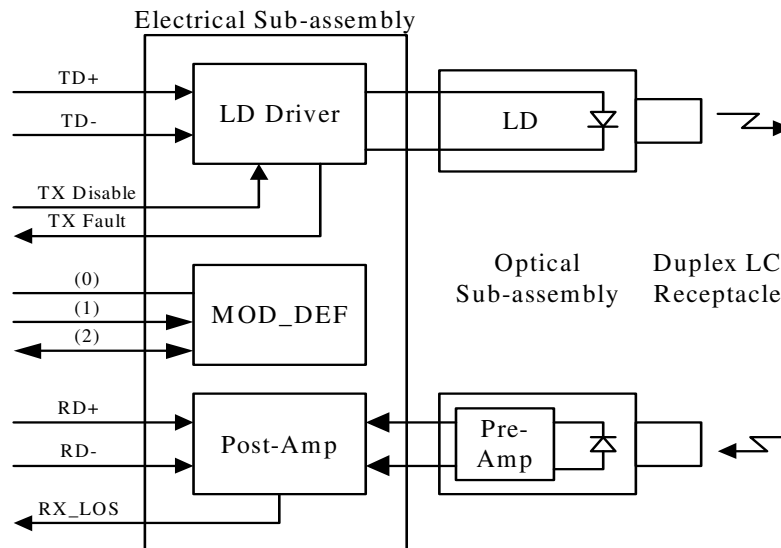 Electrical Sub-assembly
TD+
TD-
LD Driver
LD
TX Disable
TX Fault
(0)
(1)
(2)
MOD_DEF
Optical
Sub-assembly
Duplex LC
Receptacle
RD+
RD-
Post-Amp
Pre-
Amp
RX_LOS